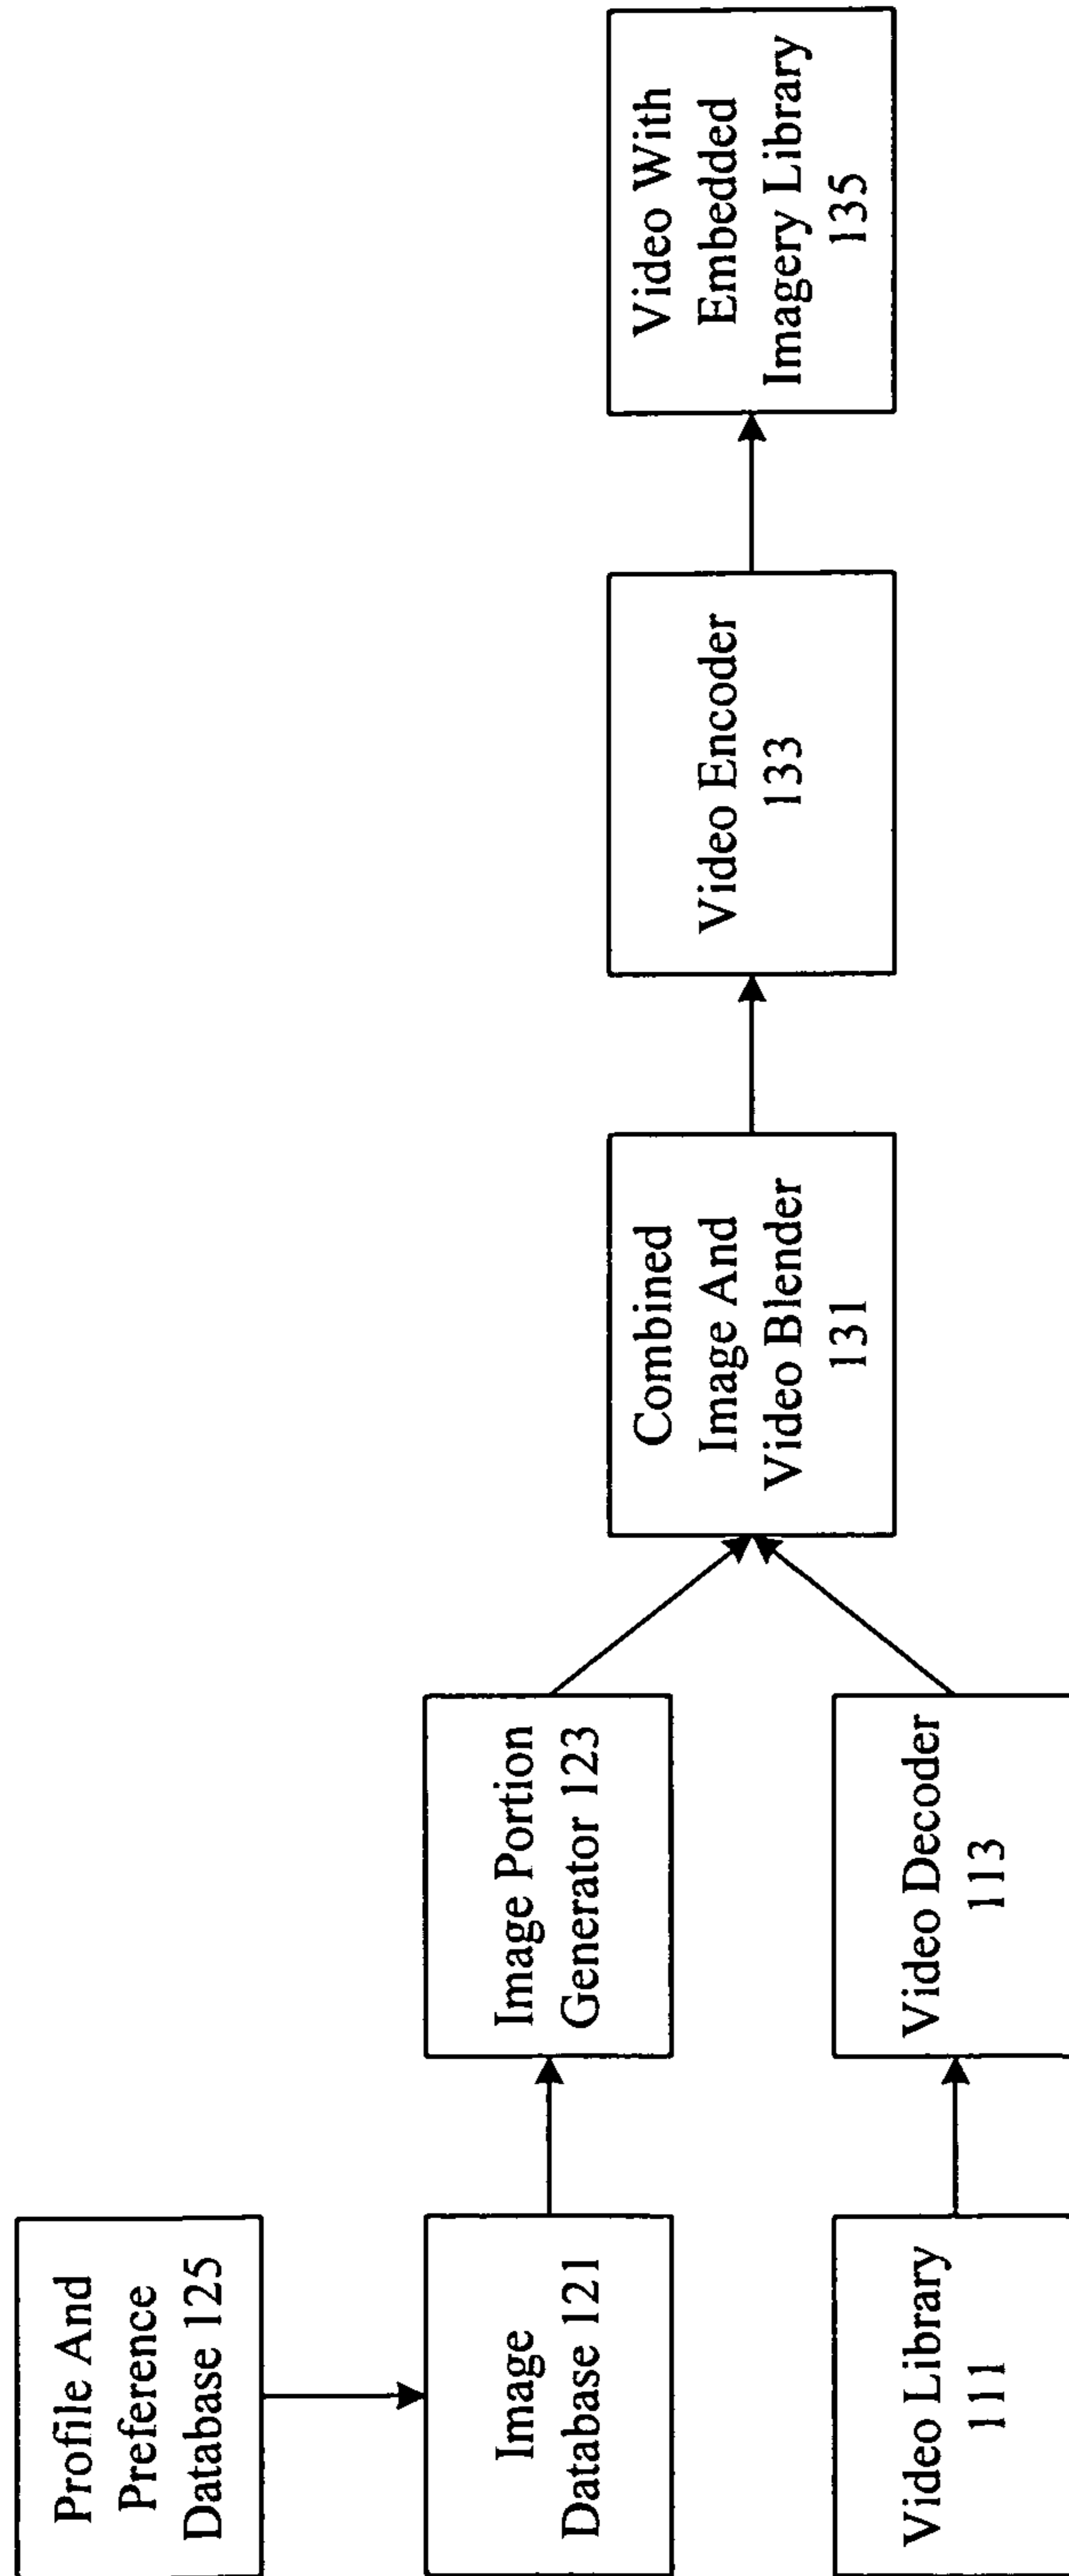 Profile And
Preference
Database 125
Image
Database 121
Image Portion
Generator 123
Video Library
111
Video Decoder
113
Combined
Image And
Video Blender
131
Video Encoder
133
Video With
Embedded
Imagery Library
135